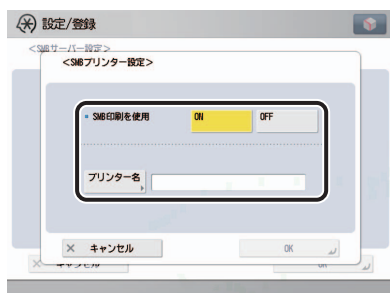 設定/登録
<SMBサーバー設定>
<SMBプリンター設定>
SMB印刷を使用 ON OFF
プリンター名
× キャンセル OK
× キャンセル OK